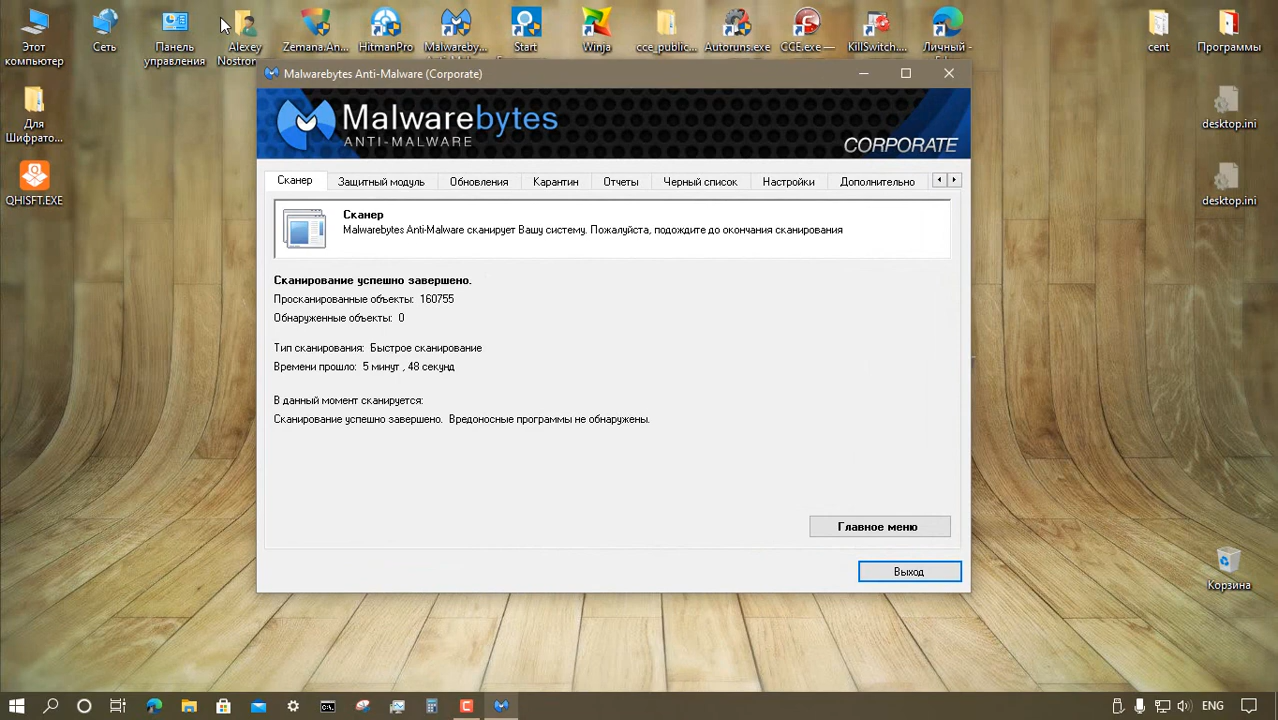 Этот
компьютер
Сеть
Панель
управления
Alexey
Nostrom
Zemana.An...
HitmanPro
Malwareby...
Start
Winja
cce_public...
Autoruns.exe
CCE.exe —
KillSwitch....
Личный -
cent
Программы
Для
Шифрато...
QHISFT.EXE
desktop.ini
desktop.ini
Корзина
Malwarebytes Anti-Malware (Corporate)
Malwarebytes
ANTI-MALWARE
CORPORATE
Сканер
Защитный модуль
Обновления
Карантин
Отчеты
Черный список
Настройки
Дополнительно
Сканер
Malwarebytes Anti-Malware сканирует Вашу систему. Пожалуйста, подождите до окончания сканирования
Сканирование успешно завершено.
Просканированные объекты: 160755
Обнаруженные объекты: 0
Тип сканирования: Быстрое сканирование
Времени прошло: 5 минут , 48 секунд
В данный момент сканируется:
Сканирование успешно завершено. Вредоносные программы не обнаружены.
Главное меню
Выход
ENG